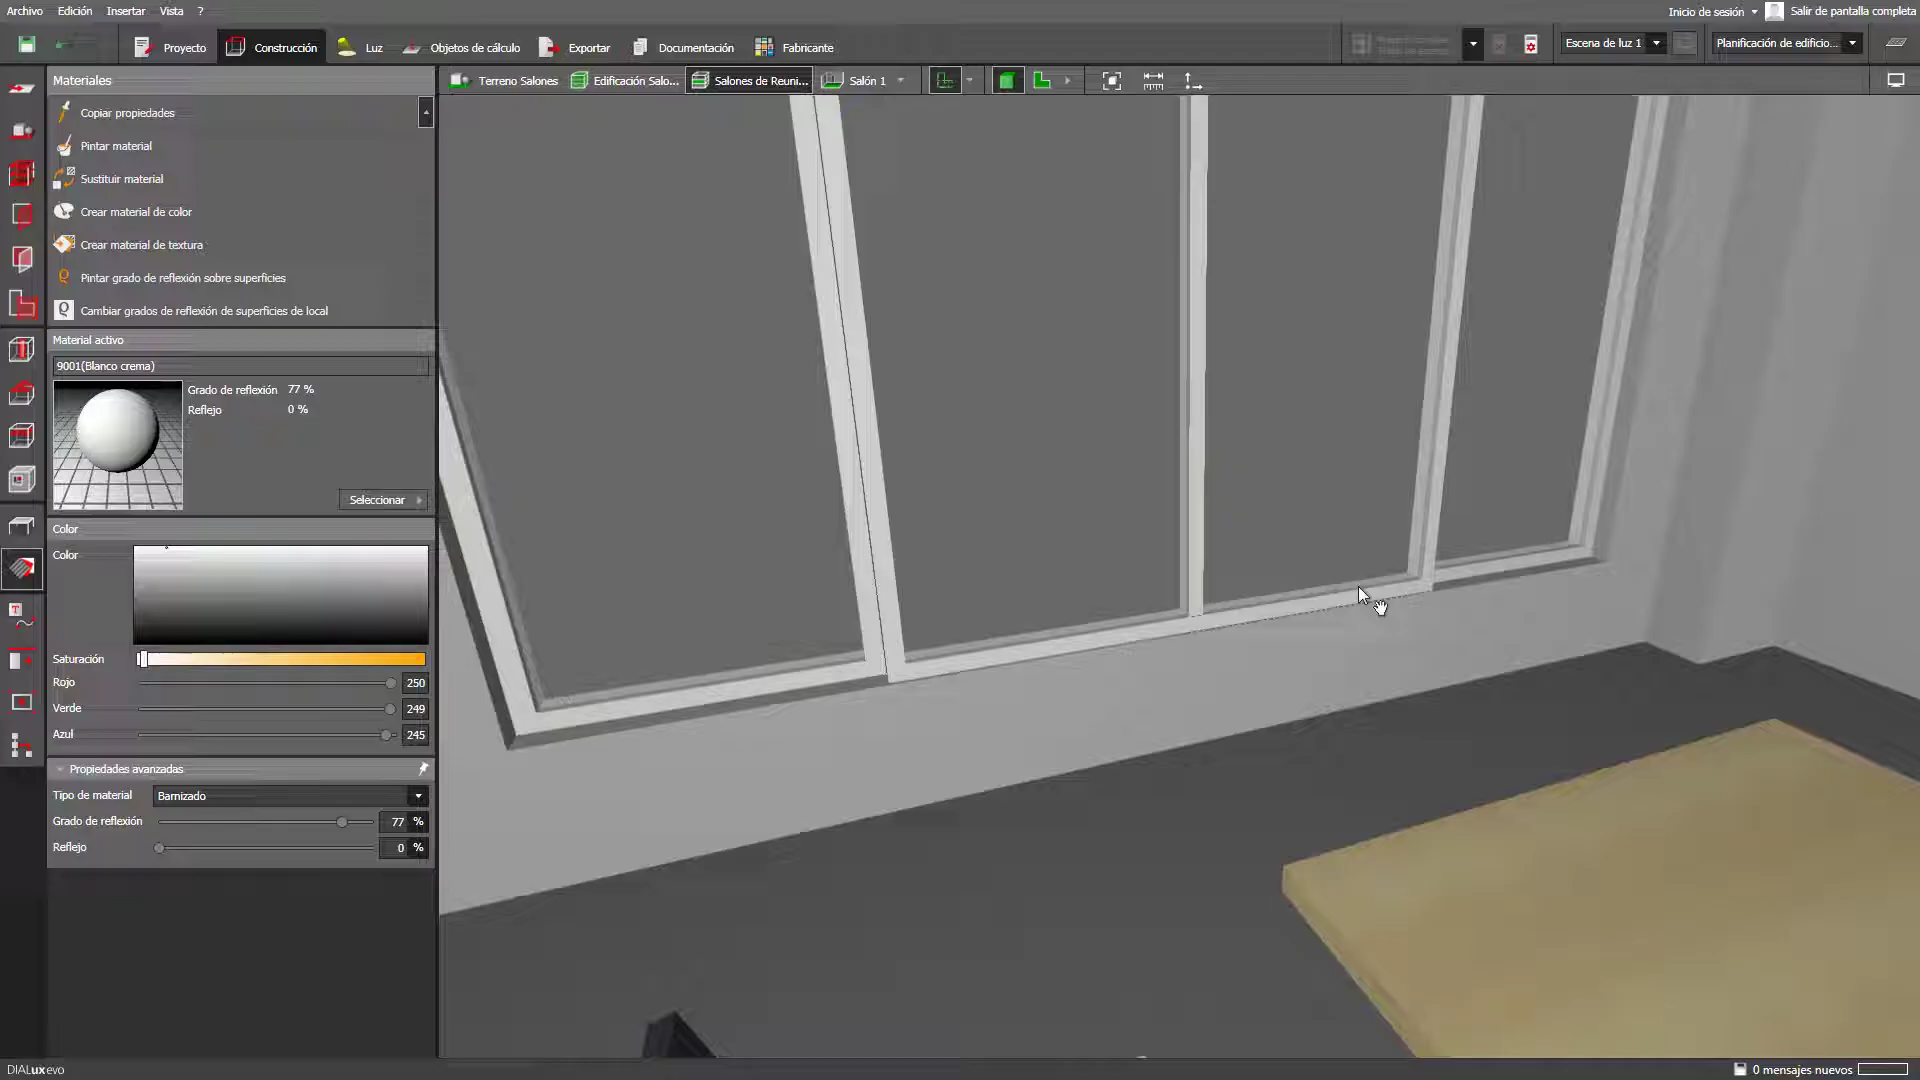 Archivo Edición Insertar Vista ?
Inicio de sesión Salir de pantalla completa
Proyecto Construcción Luz Objetos de cálculo Exportar Documentación Fabricante
Escena de luz 1 Planificación de edificio...
Materiales
Terreno Salones Edificación Salo... Salones de Reuni... Salón 1
Copiar propiedades
Pintar material
Sustituir material
Crear material de color
Crear material de textura
Pintar grado de reflexión sobre superficies
Cambiar grados de reflexión de superficies de local
Material activo
9001(Blanco crema)
Grado de reflexión 77 %
Reflejo 0 %
Seleccionar
Color
Color
Saturación
Rojo 250
Verde 249
Azul 245
Propiedades avanzadas
Tipo de material Barnizado
Grado de reflexión 77 %
Reflejo 0 %
DIALux evo
0 mensajes nuevos